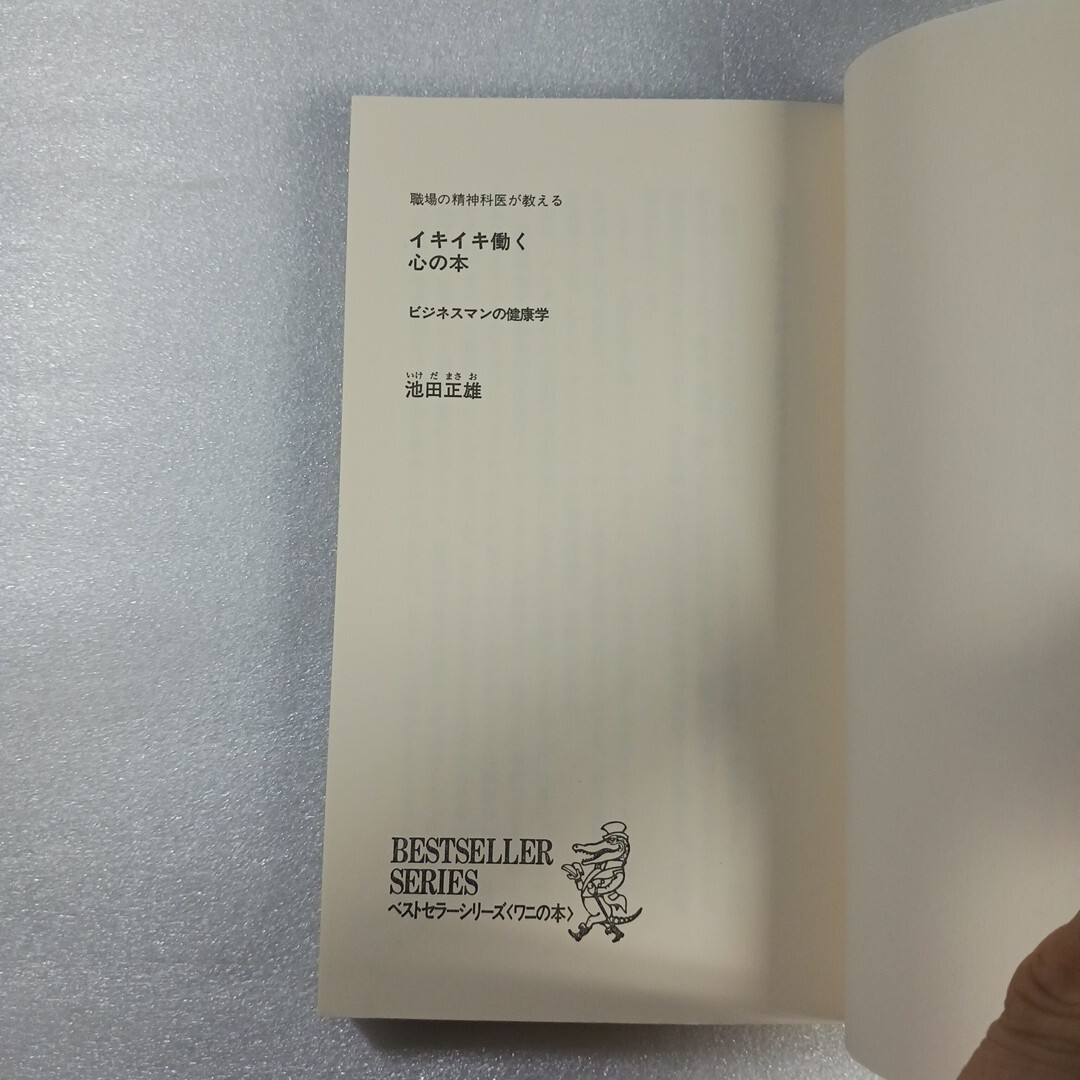 職場の精神科医が教える
イキイキ働く
心の本
ビジネスマンの健康学
いけ だ まさ お
池田正雄
BESTSELLER
SERIES
ベストセラーシリーズ〈ワニの本〉